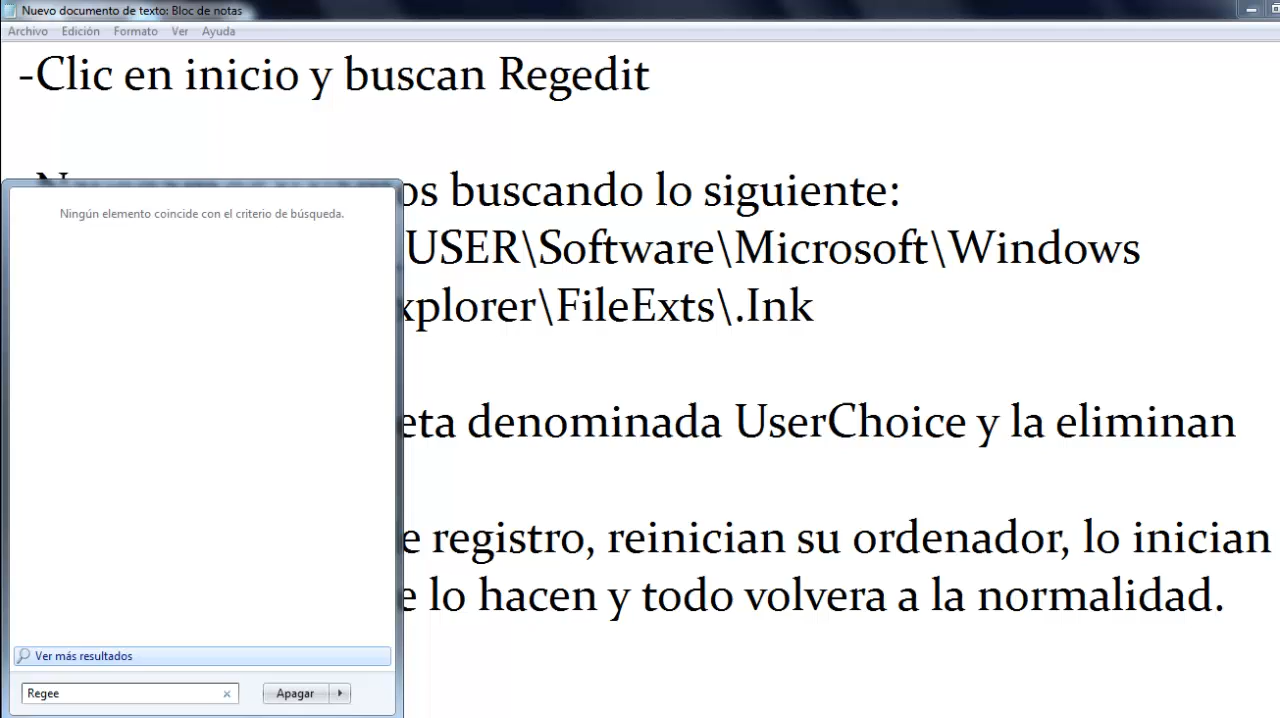 Nuevo documento de texto: Bloc de notas
Archivo Edición Formato Ver Ayuda
-Clic en inicio y buscan Regedit
buscando lo siguiente:
USER\Software\Microsoft\Windows
xplorer\FileExts\.Ink
eta denominada UserChoice y la eliminan
e registro, reinician su ordenador, lo inician
e lo hacen y todo volvera a la normalidad.
Ningún elemento coincide con el criterio de búsqueda.
Ver más resultados
Regee
Apagar